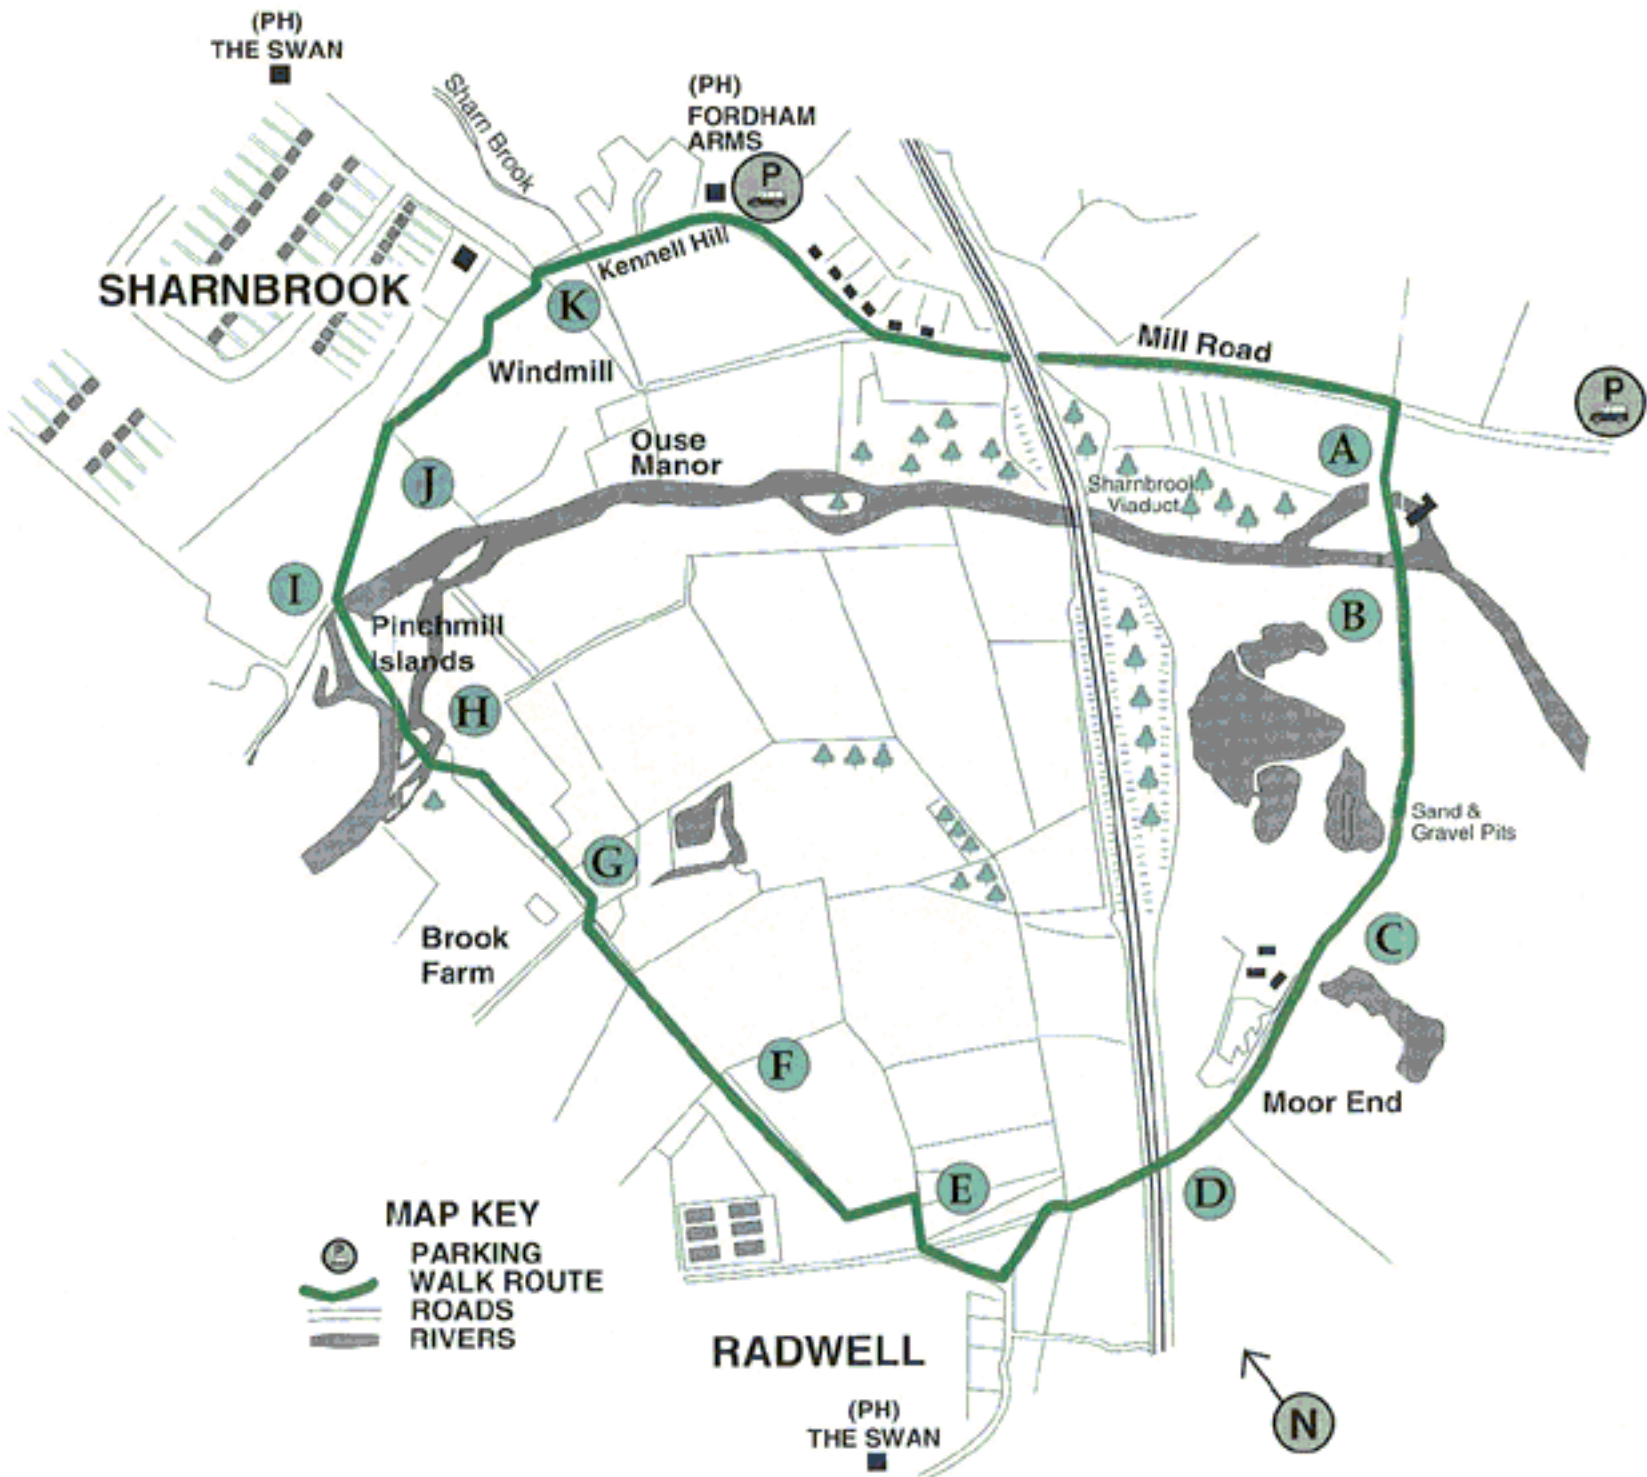 (PH)
THE SWAN
Sharn Brook
(PH)
FORDHAM
ARMS
P
Kennell Hill
SHARNBROOK
K
Mill Road
Windmill
P
Ouse
Manor
A
J
Sharnbrook
Viaduct
I
B
Pinchmill
Islands
H
Sand &
Gravel Pits
G
Brook
Farm
C
F
Moor End
E
D
MAP KEY
P
PARKING
WALK ROUTE
ROADS
RIVERS
RADWELL
N
(PH)
THE SWAN